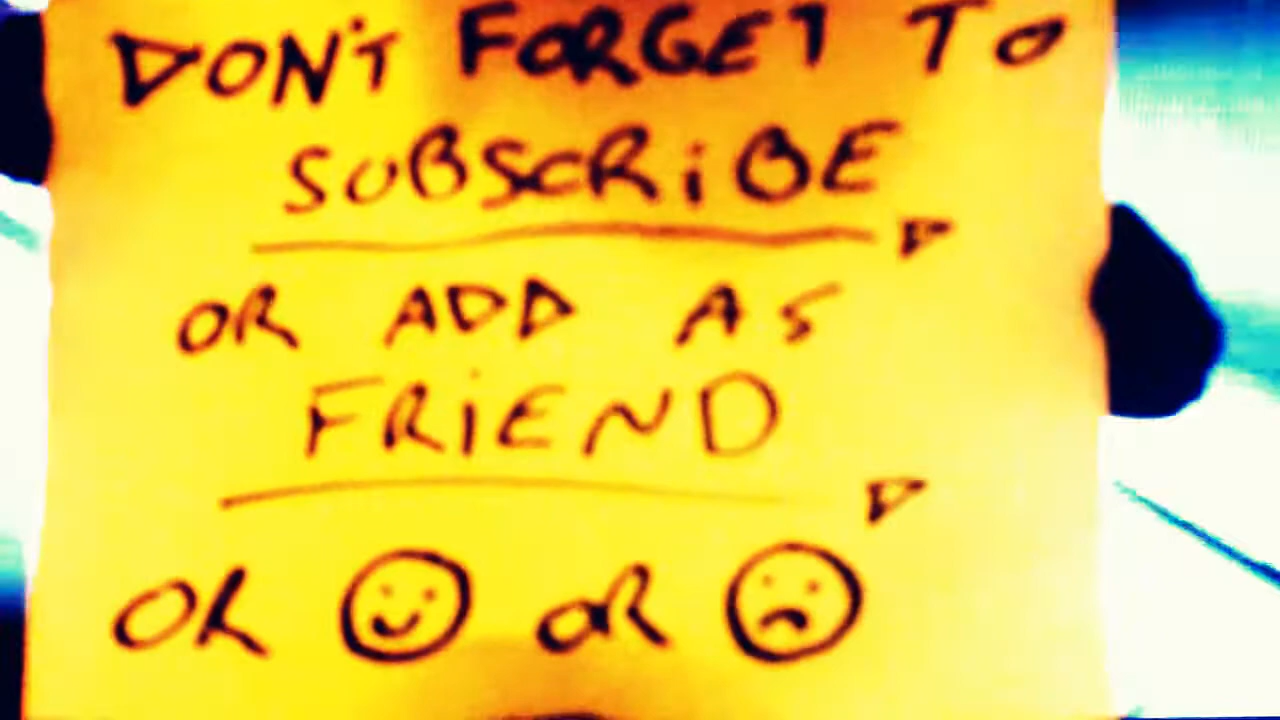 DON'T FORGET TO
SUBSCRiBE
OR ADD AS
FRiEND
OR ☺ OR ☹